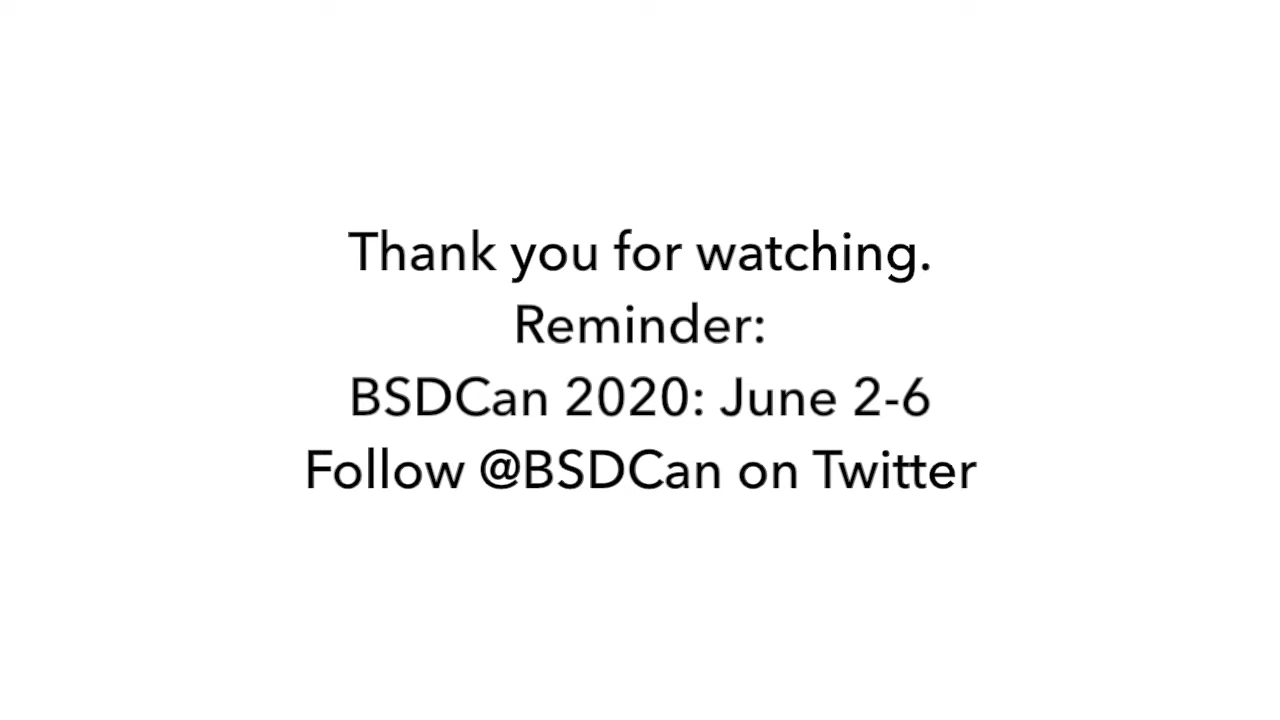 Thank you for watching.
Reminder:
BSDCan 2020: June 2-6
Follow @BSDCan on Twitter